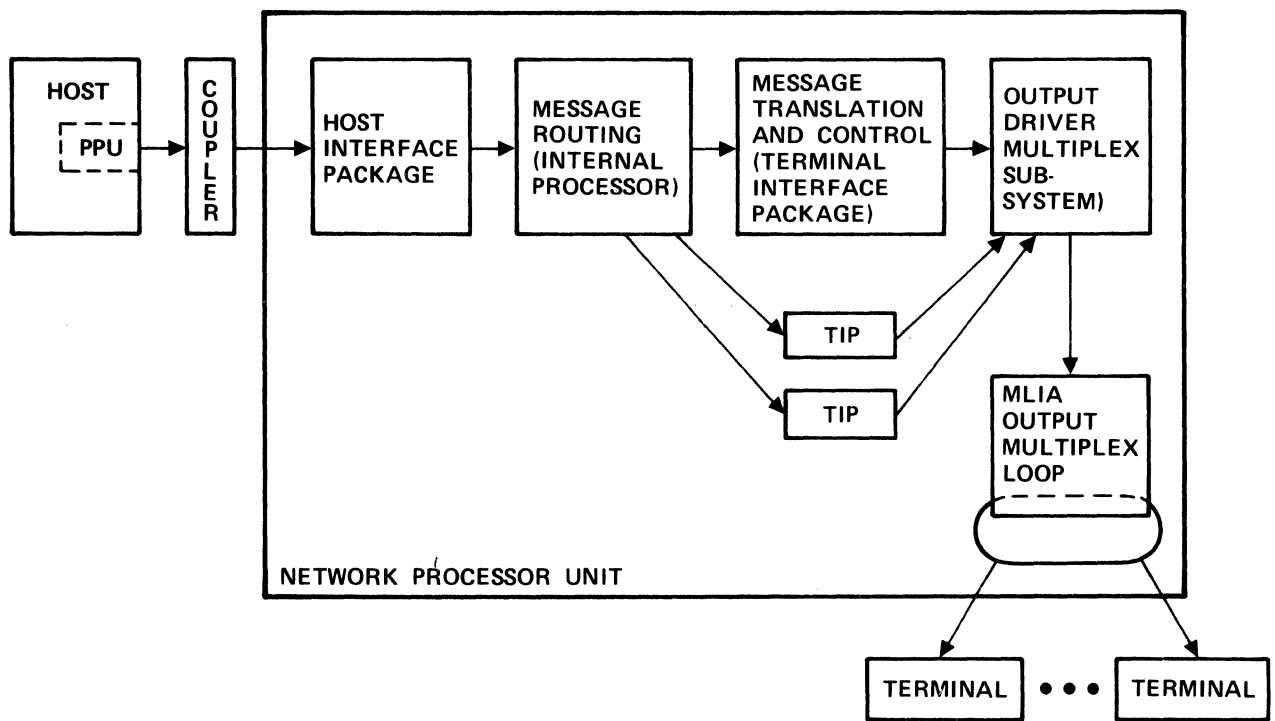 HOST
PPU
C
O
U
P
L
E
R
HOST
INTERFACE
PACKAGE
MESSAGE
ROUTING
(INTERNAL
PROCESSOR)
MESSAGE
TRANSLATION
AND CONTROL
(TERMINAL
INTERFACE
PACKAGE)
OUTPUT
DRIVER
MULTIPLEX
SUB-
SYSTEM)
TIP
TIP
MLIA
OUTPUT
MULTIPLEX
LOOP
NETWORK PROCESSOR UNIT
TERMINAL
TERMINAL